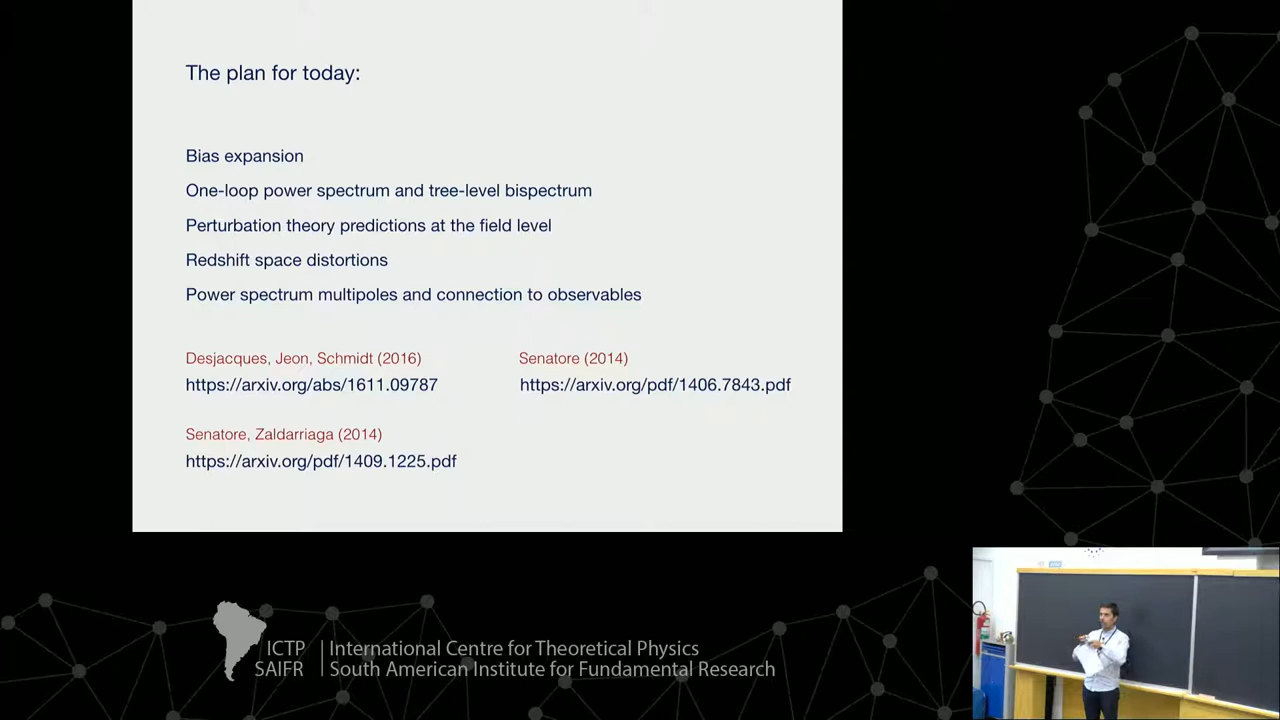 The plan for today:
Bias expansion
One-loop power spectrum and tree-level bispectrum
Perturbation theory predictions at the field level
Redshift space distortions
Power spectrum multipoles and connection to observables
Desjacques, Jeon, Schmidt (2016)
https://arxiv.org/abs/1611.09787
Senatore (2014)
https://arxiv.org/pdf/1406.7843.pdf
Senatore, Zaldarriaga (2014)
https://arxiv.org/pdf/1409.1225.pdf
ICTP
SAIFR
International Centre for Theoretical Physics
South American Institute for Fundamental Research